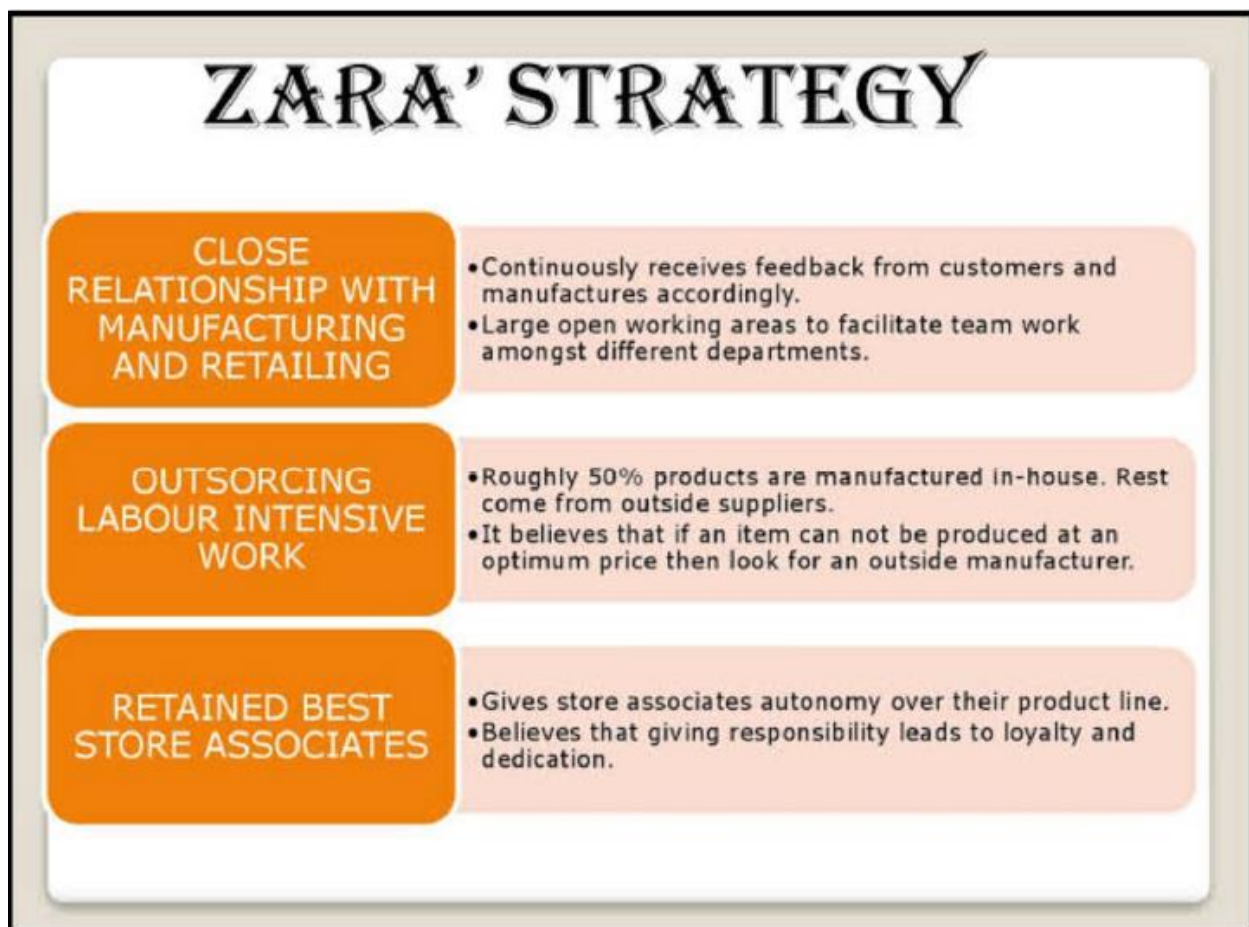 ZARA' STRATEGY
CLOSE
RELATIONSHIP WITH
MANUFACTURING
AND RETAILING
•Continuously receives feedback from customers and
manufactures accordingly.
•Large open working areas to facilitate team work
amongst different departments.
OUTSORCING
LABOUR INTENSIVE
WORK
•Roughly 50% products are manufactured in-house. Rest
come from outside suppliers.
•It believes that if an item can not be produced at an
optimum price then look for an outside manufacturer.
RETAINED BEST
STORE ASSOCIATES
•Gives store associates autonomy over their product line.
•Believes that giving responsibility leads to loyalty and
dedication.